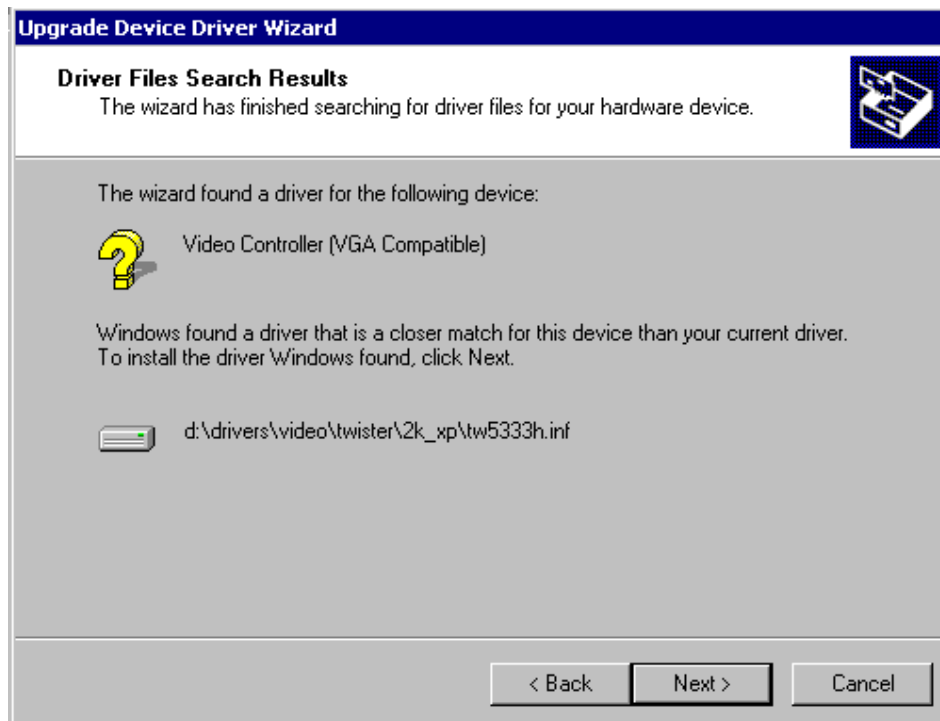 Upgrade Device Driver Wizard
Driver Files Search Results
The wizard has finished searching for driver files for your hardware device.
The wizard found a driver for the following device:
Video Controller (VGA Compatible)
Windows found a driver that is a closer match for this device than your current driver.
To install the driver Windows found, click Next.
d:\drivers\video\twister\2k_xp\tw5333h.inf
< Back Next > Cancel